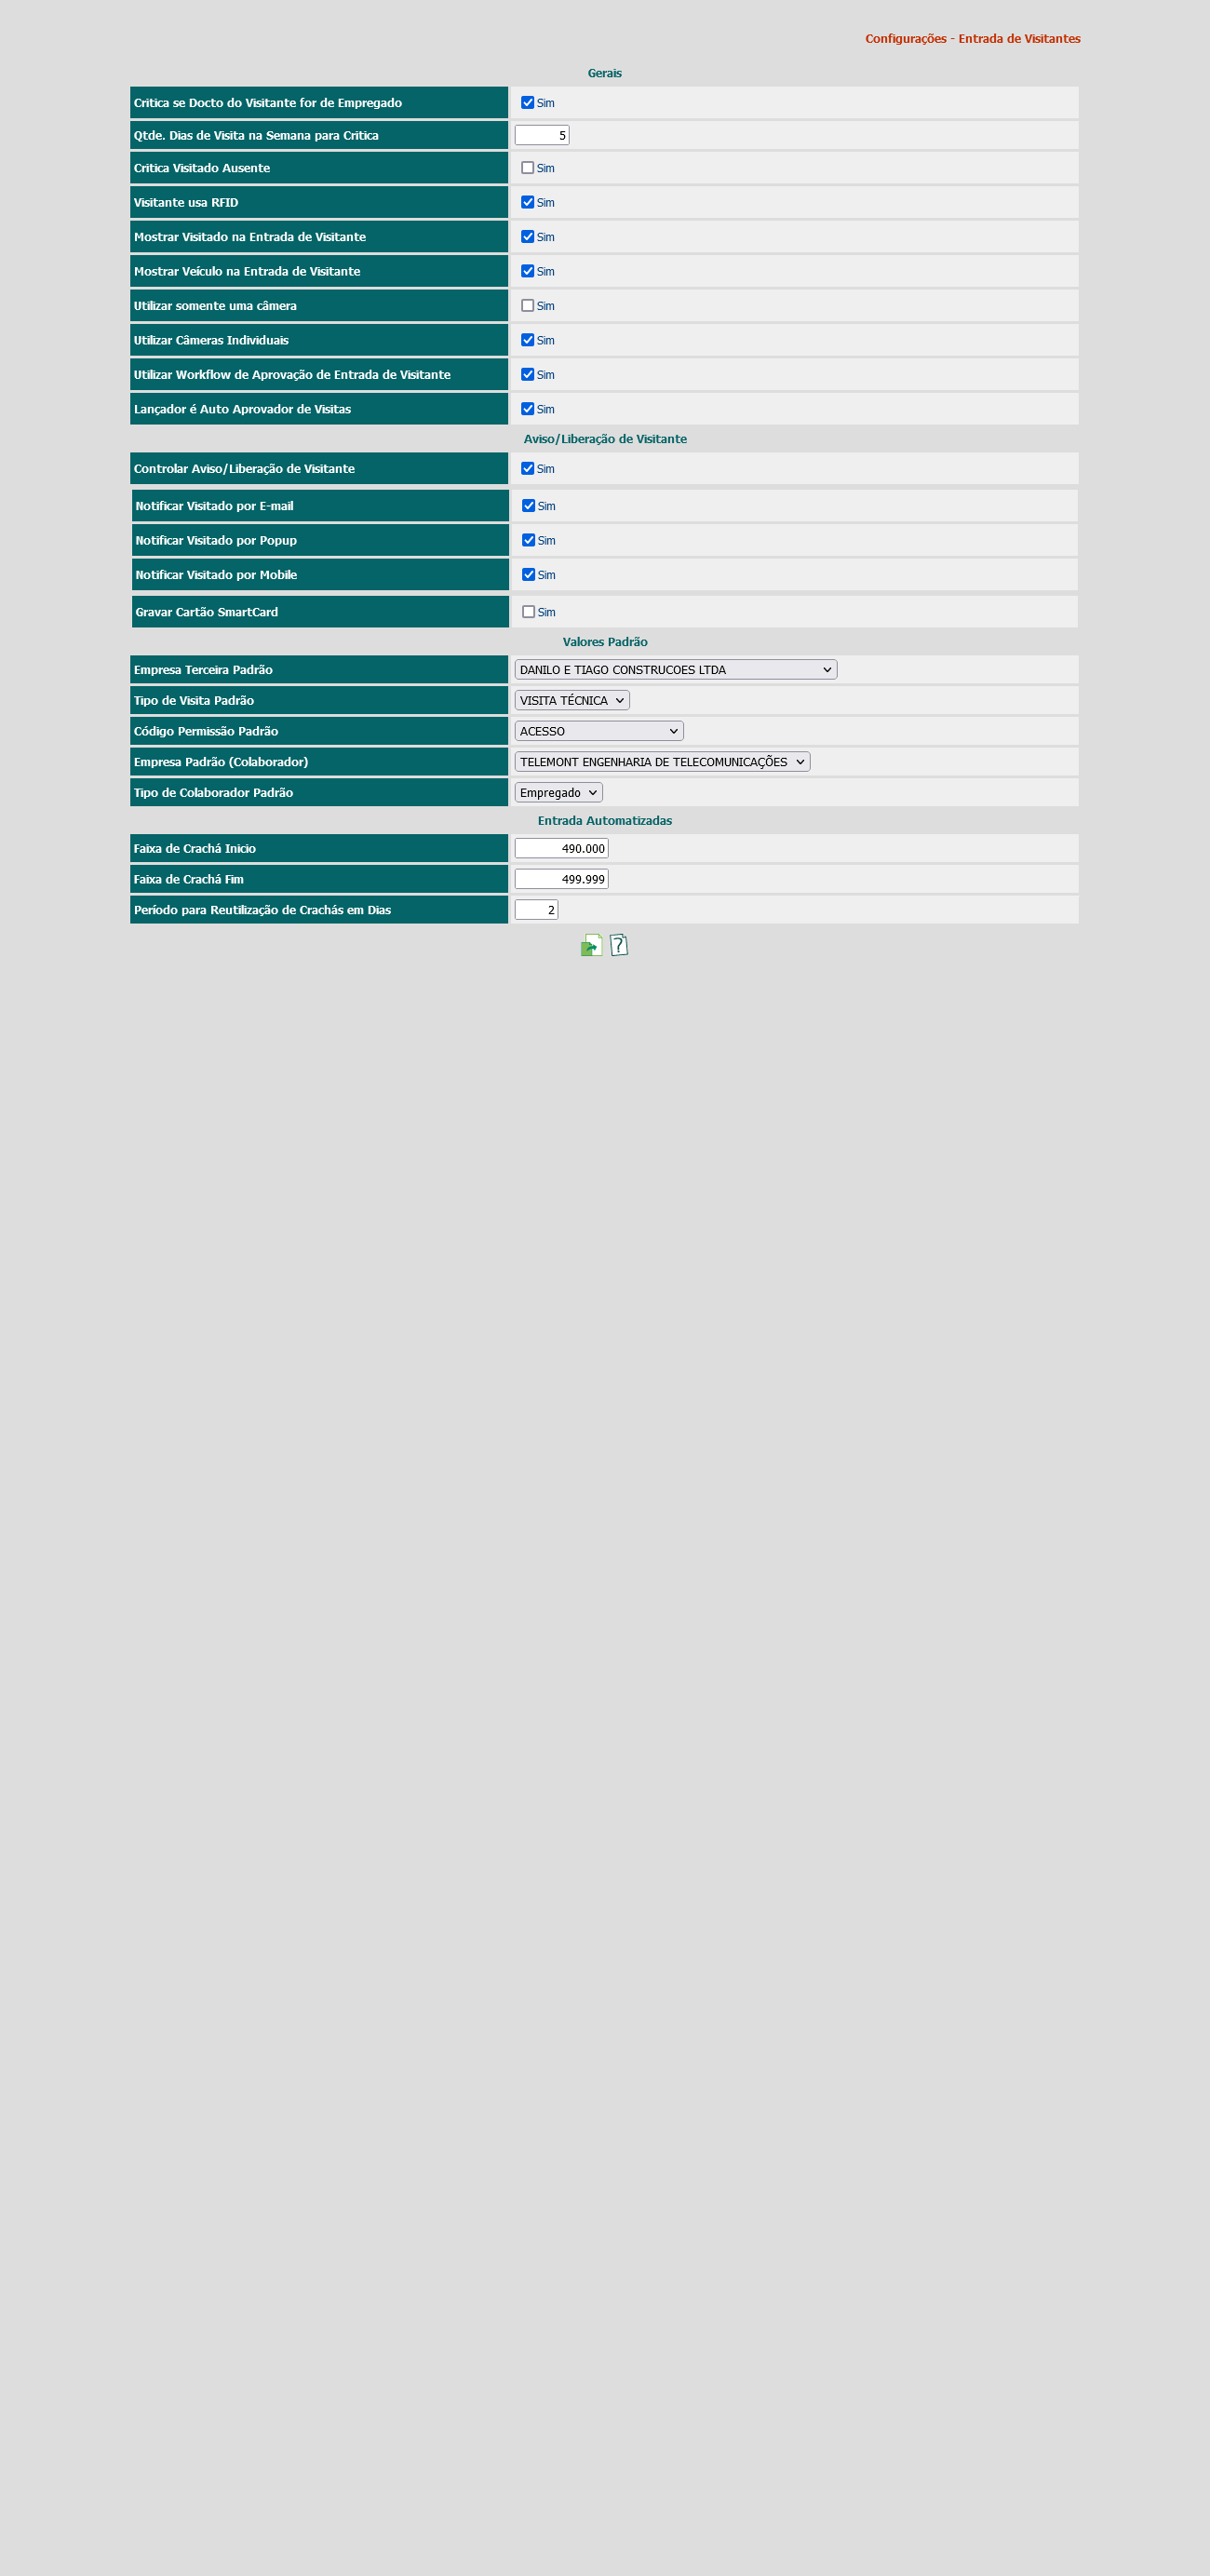 Configurações - Entrada de Visitantes
Gerais
Critica se Docto do Visitante for de Empregado Sim
Qtde. Dias de Visita na Semana para Critica 5
Critica Visitado Ausente Sim
Visitante usa RFID Sim
Mostrar Visitado na Entrada de Visitante Sim
Mostrar Veículo na Entrada de Visitante Sim
Utilizar somente uma câmera Sim
Utilizar Câmeras Individuais Sim
Utilizar Workflow de Aprovação de Entrada de Visitante Sim
Lançador é Auto Aprovador de Visitas Sim
Aviso/Liberação de Visitante
Controlar Aviso/Liberação de Visitante Sim
Notificar Visitado por E-mail Sim
Notificar Visitado por Popup Sim
Notificar Visitado por Mobile Sim
Gravar Cartão SmartCard Sim
Valores Padrão
Empresa Terceira Padrão DANILO E TIAGO CONSTRUCOES LTDA
Tipo de Visita Padrão VISITA TÉCNICA
Código Permissão Padrão ACESSO
Empresa Padrão (Colaborador) TELEMONT ENGENHARIA DE TELECOMUNICAÇÕES
Tipo de Colaborador Padrão Empregado
Entrada Automatizadas
Faixa de Crachá Inicio 490.000
Faixa de Crachá Fim 499.999
Período para Reutilização de Crachás em Dias 2